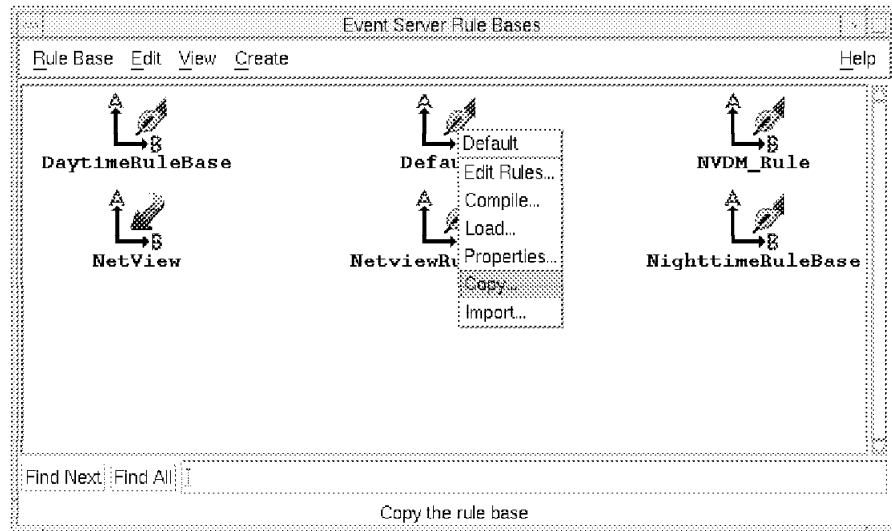 Event Server Rule Bases
Rule Base Edit View Create Help
A A A
B B
DaytimeRuleBase Defau NVDM_Rule
Default
Edit Rules...
Compile...
Load...
Properties...
Copy...
Import...
A A A
B B
NetView NetviewRu NighttimeRuleBase
Find Next Find All
Copy the rule base